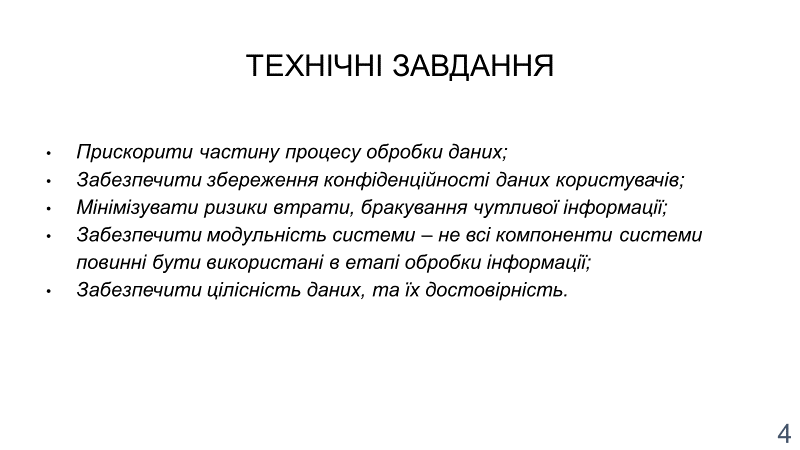 ТЕХНІЧНІ ЗАВДАННЯ
• Прискорити частину процесу обробки даних;
• Забезпечити збереження конфіденційності даних користувачів;
• Мінімізувати ризики втрати, бракування чутливої інформації;
• Забезпечити модульність системи – не всі компоненти системи
повинні бути використані в етапі обробки інформації;
• Забезпечити цілісність даних, та їх достовірність.
4